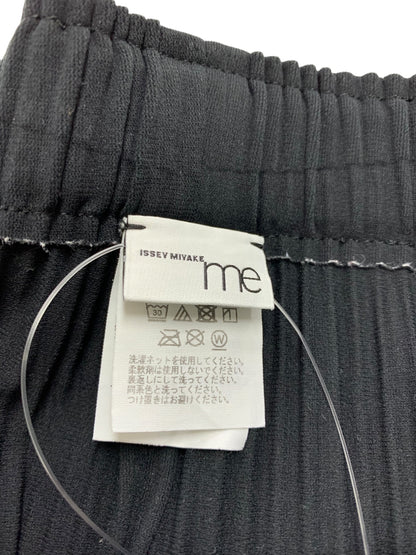 ISSEY MIYAKE
me
30
W
洗濯ネットを使用してください。
柔軟剤は使用しないでください。
裏返しにして洗ってください。
同系色と洗ってください。
つけ置きはお避けください。